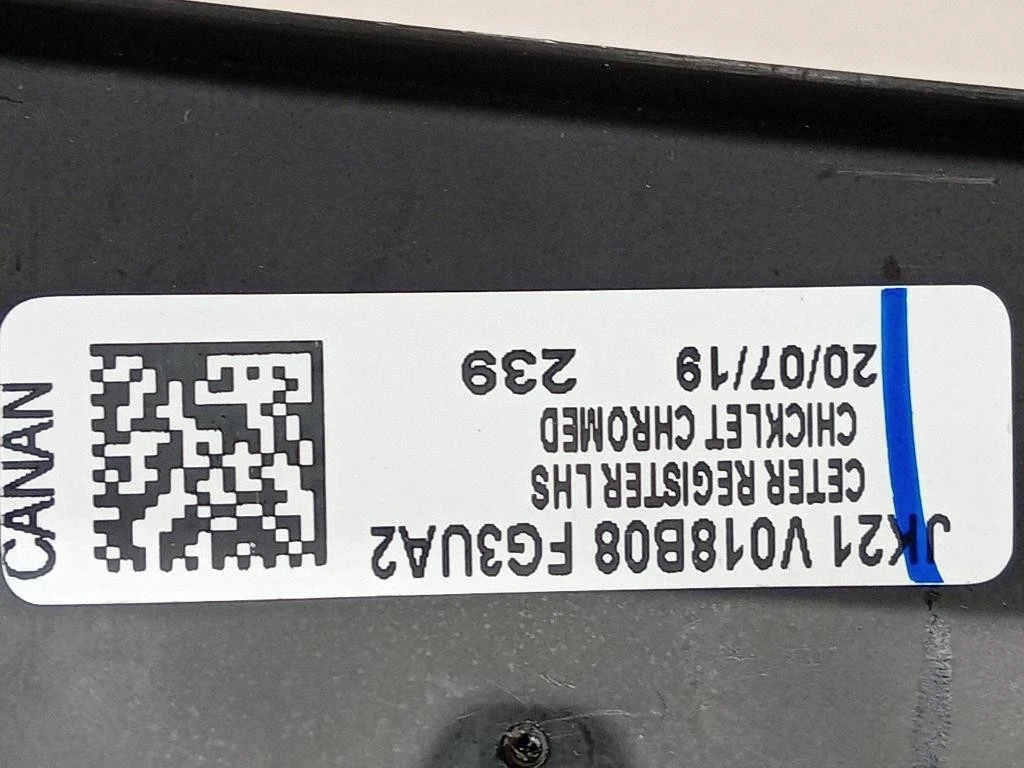 JK21 V018B08 FG3UA2
CETER REGISTER LHS
CHICKLET CHROMED
20/07/19 239
CANAN